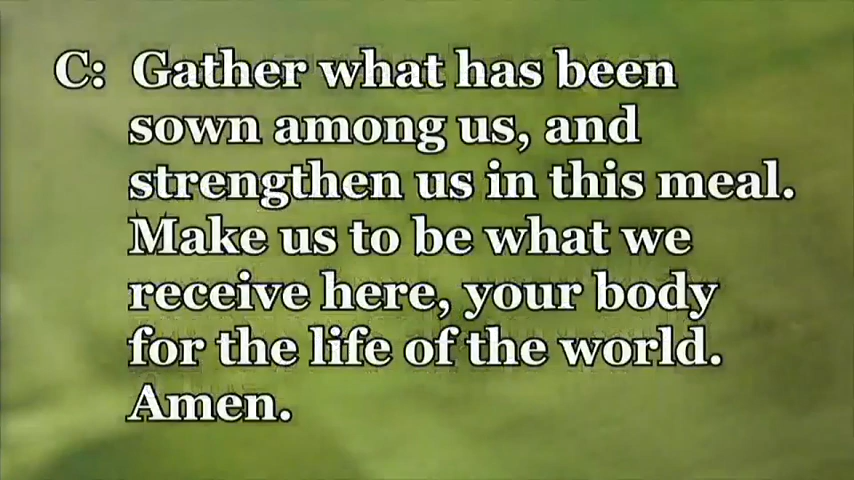 C: Gather what has been
sown among us, and
strengthen us in this meal.
Make us to be what we
receive here, your body
for the life of the world.
Amen.